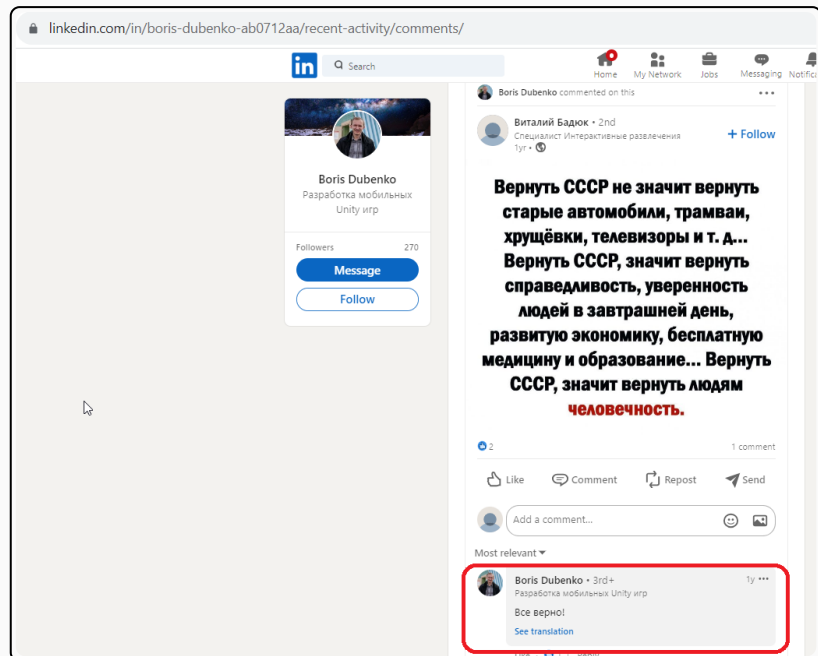 linkedin.com/in/boris-dubenko-ab0712aa/recent-activity/comments/
in
Search
Home
My Network
Jobs
Messaging
Notifica
Boris Dubenko
Разработка мобильных
Unity игр
Followers 270
Message
Follow
Boris Dubenko commented on this
Виталий Бадюк • 2nd
Специалист Интерактивные развлечения
1yr •
+ Follow
Вернуть СССР не значит вернуть
старые автомобили, трамваи,
хрущёвки, телевизоры и т. д...
Вернуть СССР, значит вернуть
справедливость, уверенность
людей в завтрашней день,
развитую экономику, бесплатную
медицину и образование... Вернуть
СССР, значит вернуть людям
человечность.
2
1 comment
Like
Comment
Repost
Send
Add a comment...
Most relevant
Boris Dubenko • 3rd+
1y
Разработка мобильных Unity игр
Все верно!
See translation